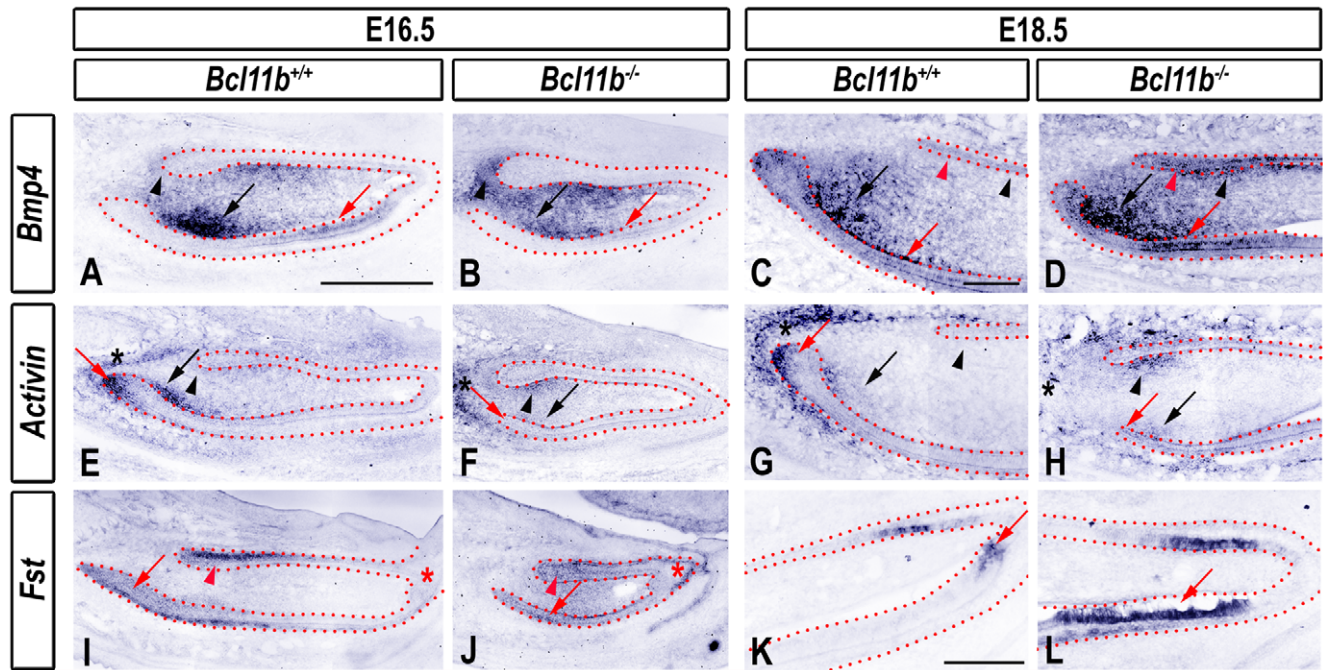 E16.5 E18.5
Bcl11b+/+ Bcl11b-/- Bcl11b+/+ Bcl11b-/-
Bmp4
A B C D
* * * *
Activin
E F G H
* *
Fst
I J K L